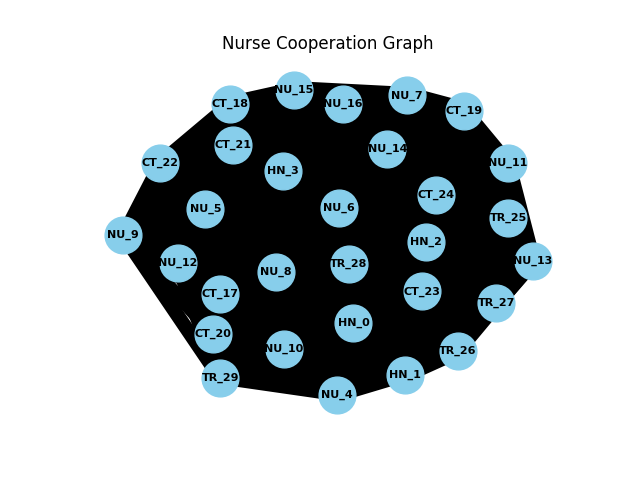 Nurse Cooperation Graph
NU_15
NU_7
CT_18
NU_16
CT_19
CT_21
NU_14
CT_22
NU_11
HN_3
CT_24
NU_5
NU_6
TR_25
NU_9
HN_2
NU_12
TR_28
NU_13
NU_8
CT_17
CT_23
TR_27
HN_0
CT_20
NU_10
TR_26
TR_29
HN_1
NU_4